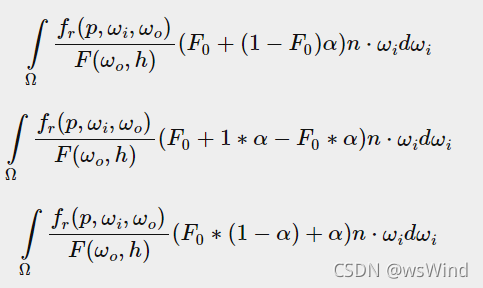 ∫_Ω f_r(p, ω_i, ω_o) / F(ω_o, h) (F_0 + (1 − F_0)α)n · ω_i dω_i
∫_Ω f_r(p, ω_i, ω_o) / F(ω_o, h) (F_0 + 1 * α − F_0 * α)n · ω_i dω_i
∫_Ω f_r(p, ω_i, ω_o) / F(ω_o, h) (F_0 * (1 − α) + α)n · ω_i dω_i
CSDN @wsWind